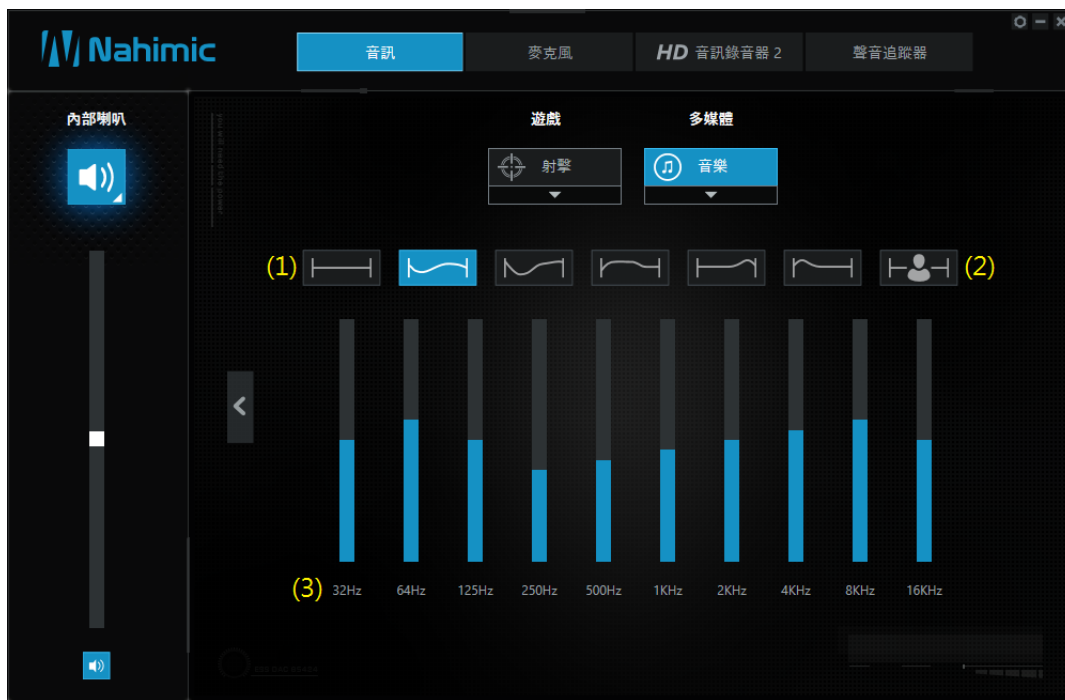 Nahimic
音訊
麥克風
HD 音訊錄音器 2
聲音追蹤器
內部喇叭
遊戲
多媒體
射擊
音樂
(1)
(2)
(3)
32Hz 64Hz 125Hz 250Hz 500Hz 1KHz 2KHz 4KHz 8KHz 16KHz